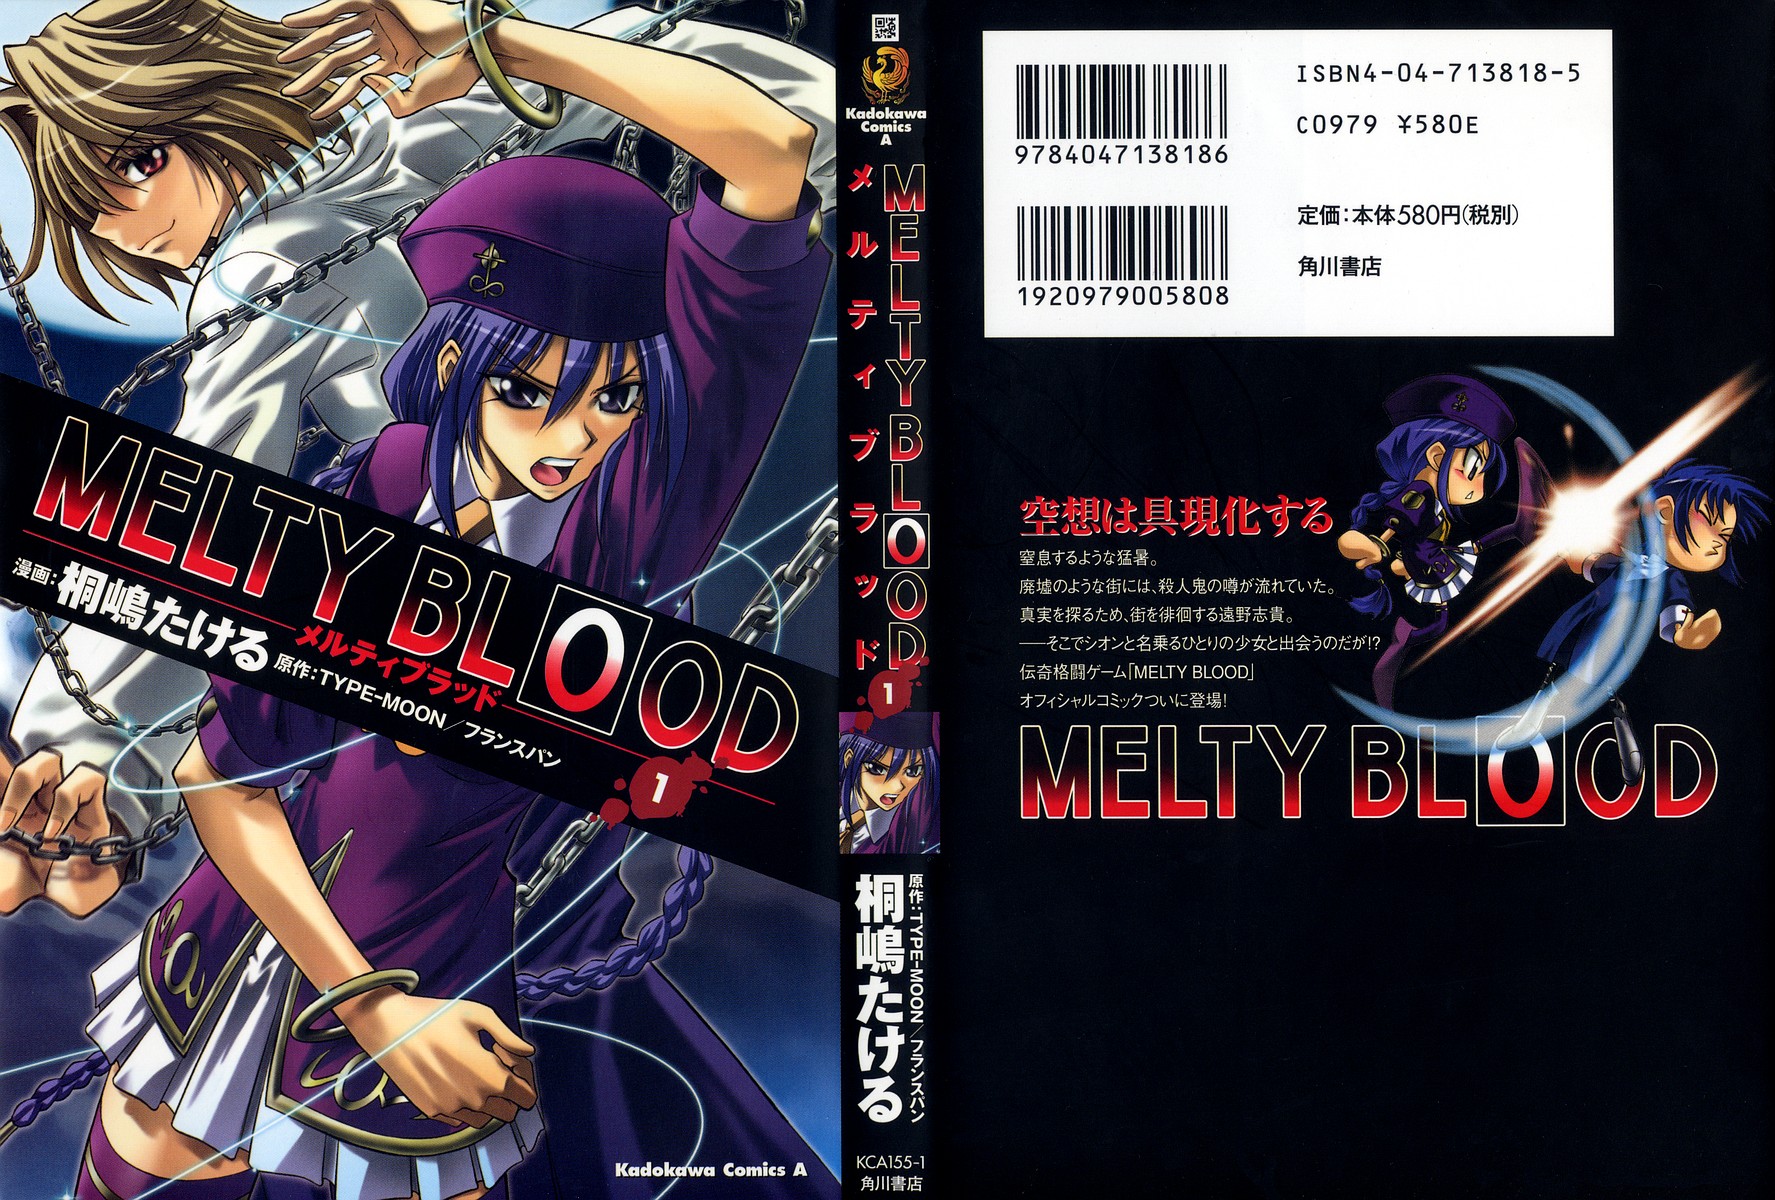 MELTY BLOOD
メルティブラッド
漫画:桐嶋たける
原作:TYPE-MOON/フランスパン
1
Kadokawa Comics A
Kadokawa
Comics
A
MELTY BLOOD
メルティブラッド
1
原作:TYPE-MOON/フランスパン
桐嶋たける
KCA155-1
角川書店
9784047138186
1920979005808
ISBN4-04-713818-5
C0979 ¥580E
定価:本体580円(税別)
角川書店
空想は具現化する
窒息するような猛暑。
廃墟のような街には、殺人鬼の噂が流れていた。
真実を探るため、街を徘徊する遠野志貴。
──そこでシオンと名乗るひとりの少女と出会うのだが!?
伝奇格闘ゲーム「MELTY BLOOD」
オフィシャルコミックついに登場!
MELTY BLOOD